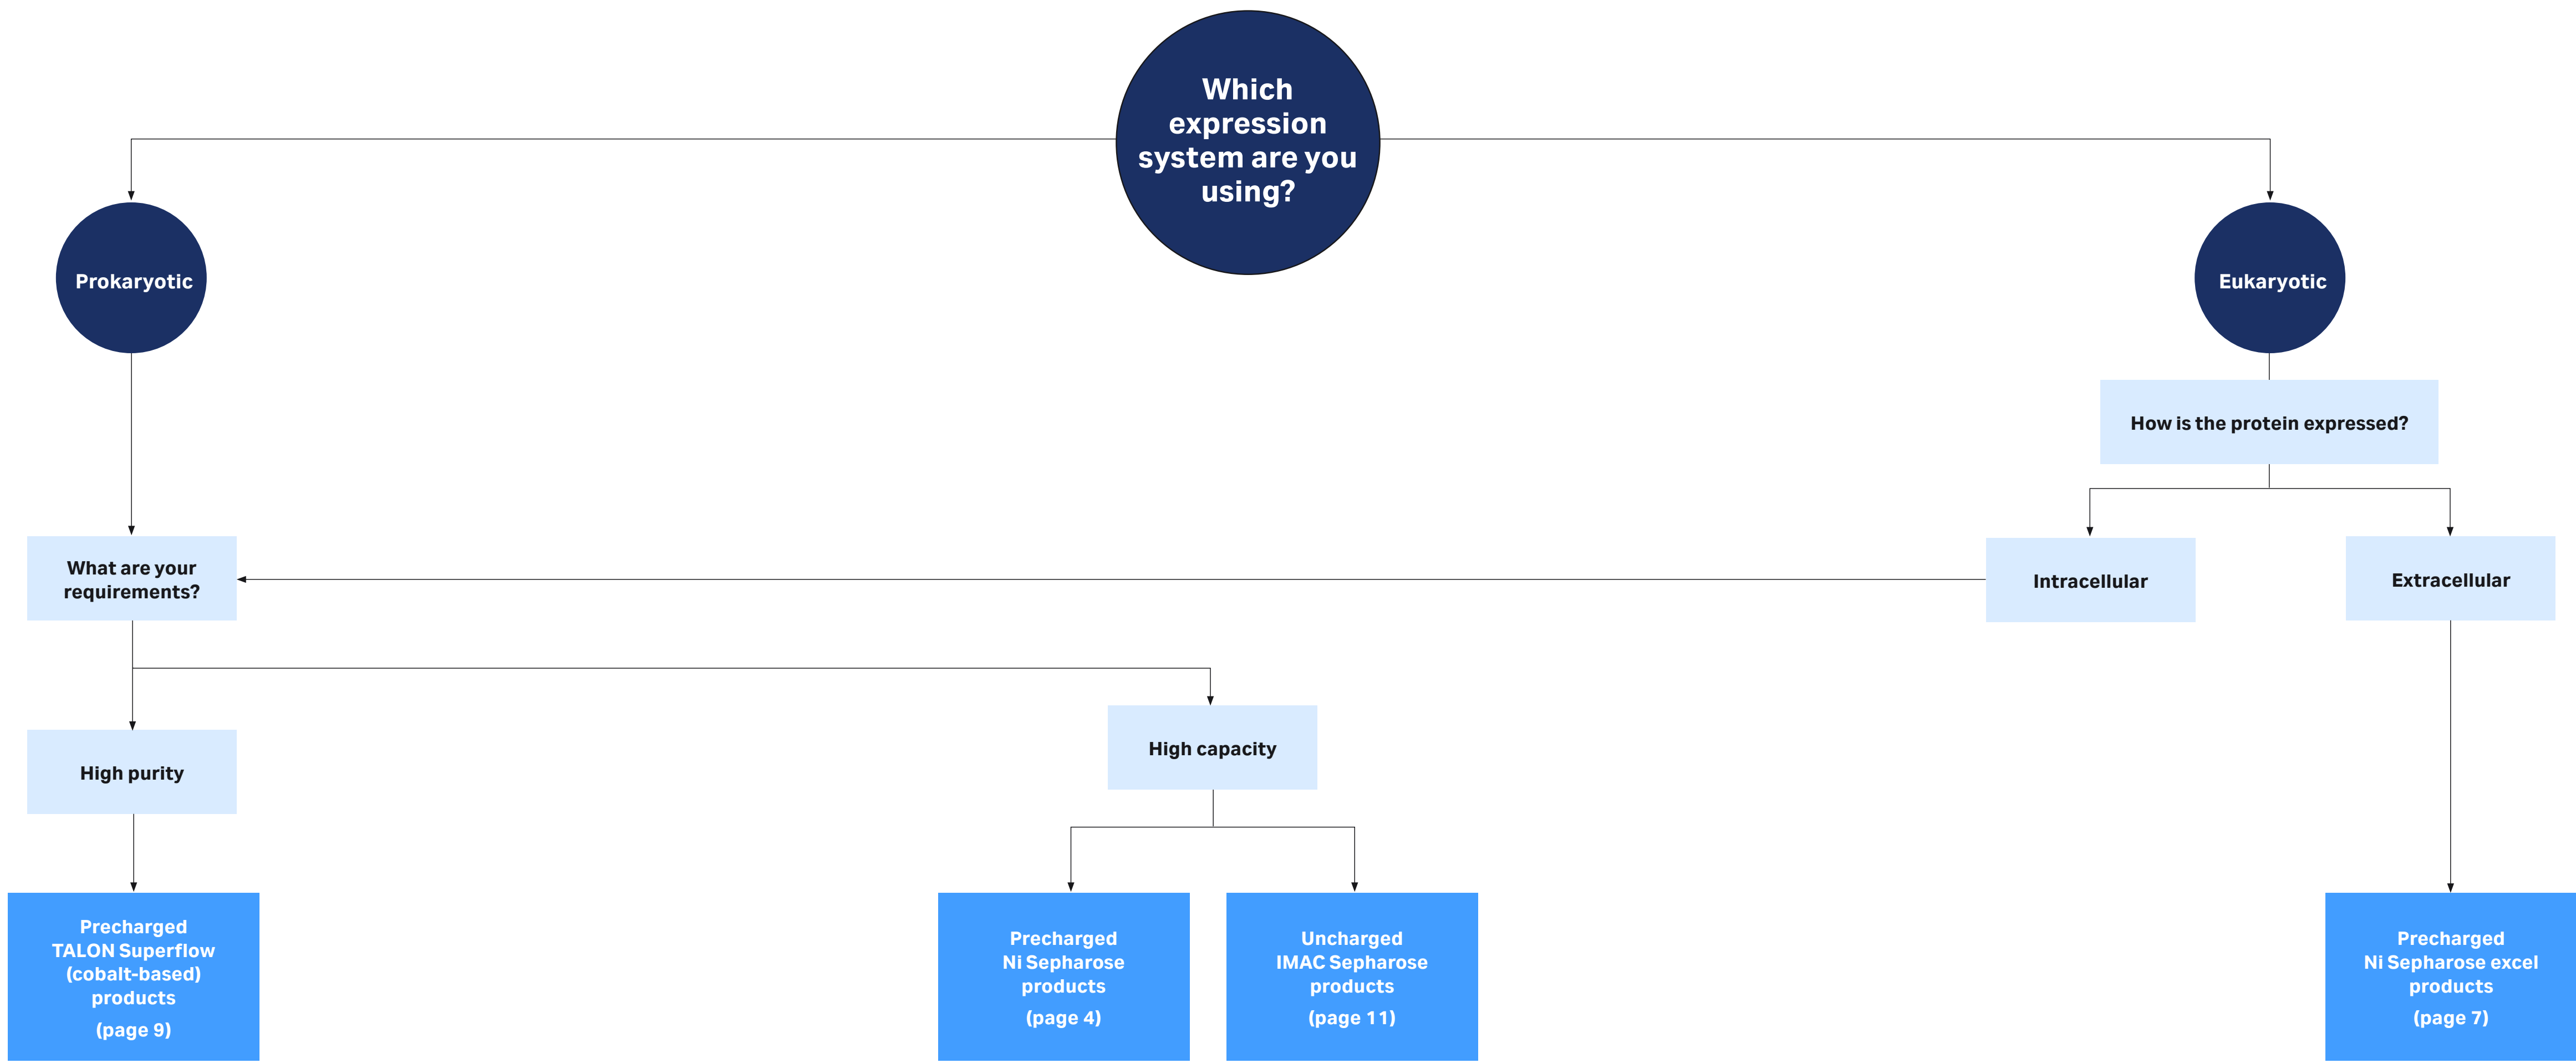 Which
expression
system are you
using?
Prokaryotic
Eukaryotic
How is the protein expressed?
What are your
requirements?
Intracellular
Extracellular
High purity
High capacity
Precharged
TALON Superflow
(cobalt-based)
products
(page 9)
Precharged
Ni Sepharose
products
(page 4)
Uncharged
IMAC Sepharose
products
(page 11)
Precharged
Ni Sepharose excel
products
(page 7)